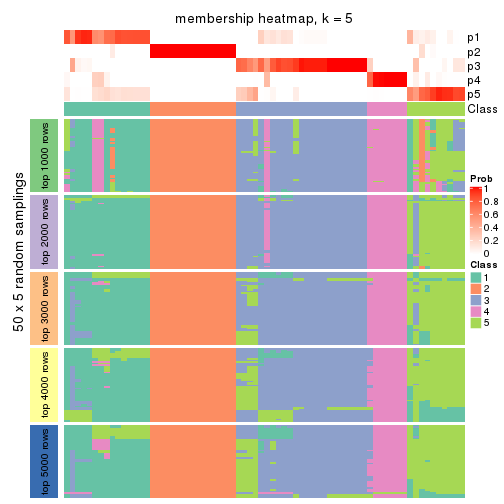 membership heatmap, k = 5
p1
p2
p3
p4
p5
Class
50 x 5 random samplings
top 1000 rows
top 2000 rows
top 3000 rows
top 4000 rows
top 5000 rows
Prob
1
0.8
0.6
0.4
0.2
0
Class
1
2
3
4
5